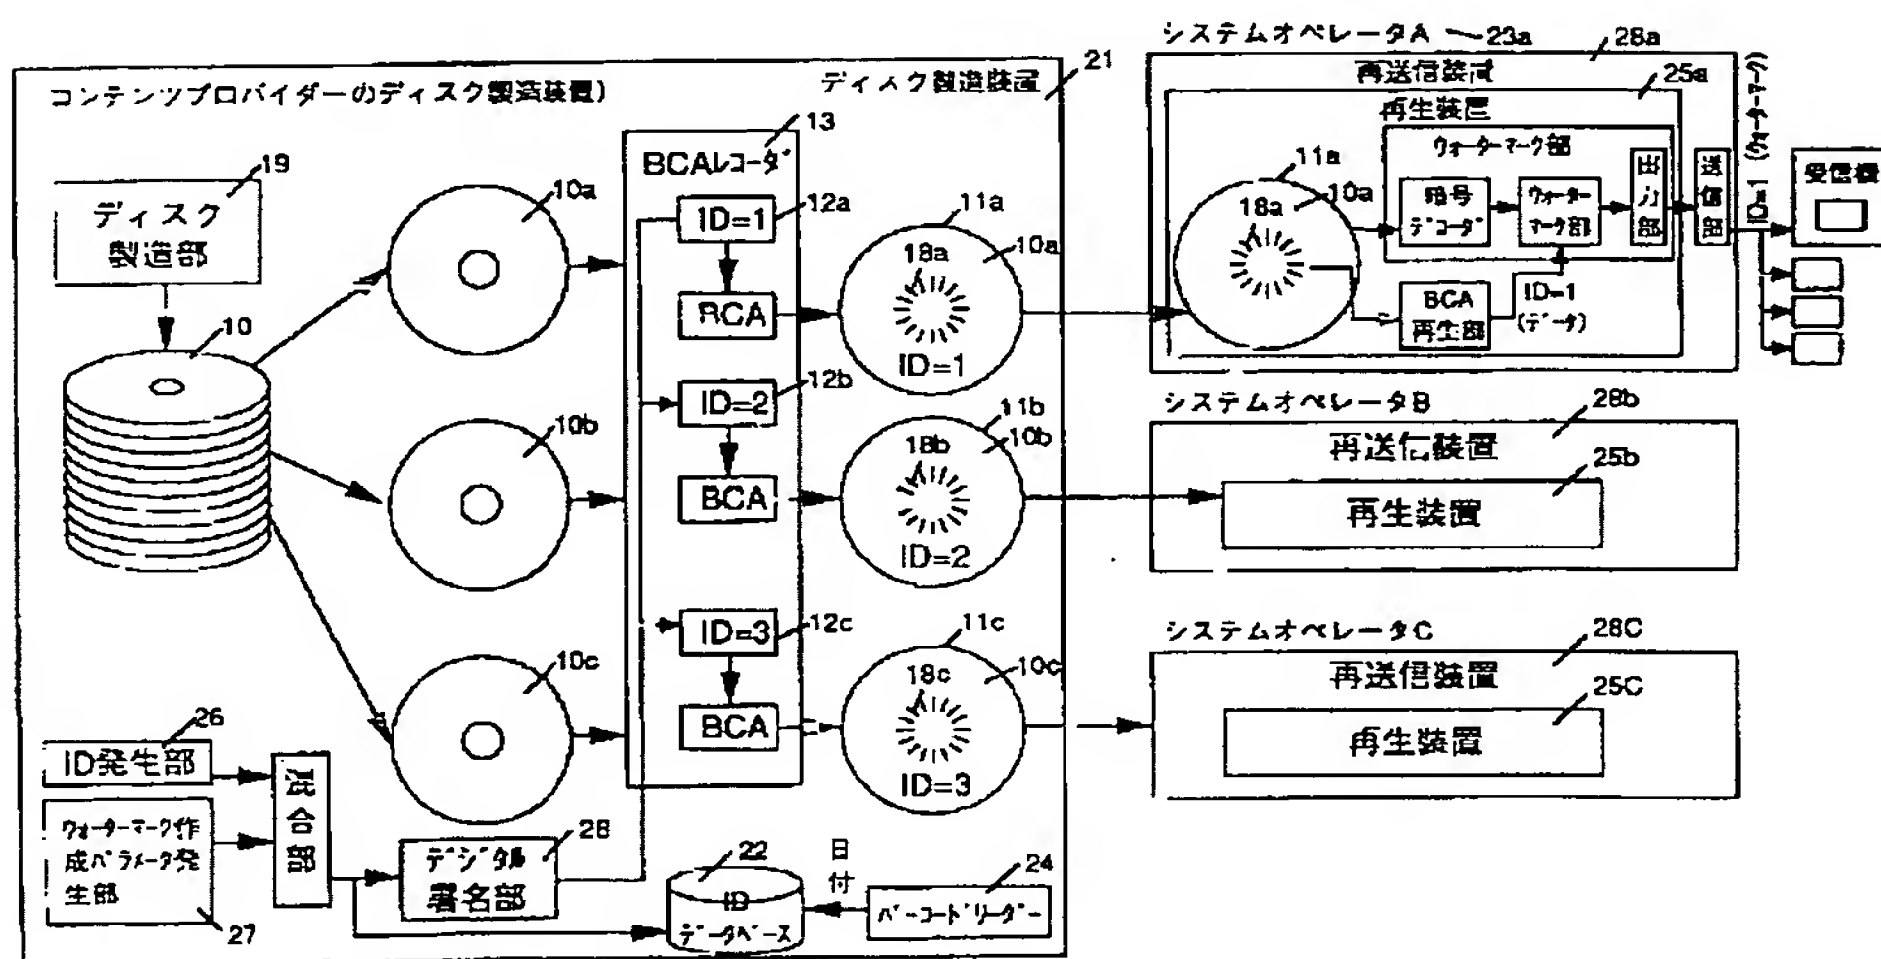 コンテンツプロバイダーのディスク製造装置)
ディスク製造装置
21
19
ディスク
製造部
10
10a
10b
10c
13
BCAレコーダ
ID=1
12a
BCA
ID=2
12b
BCA
ID=3
12c
BCA
11a
18a
10a
ID=1
11b
18b
10b
ID=2
11c
18c
10c
ID=3
26
ID発生部
ウォーターマーク作
成パラメータ発
生部
27
混合部
28
デジタル
署名部
22
ID
データベース
日付
24
バーコードリーダー
システムオペレータA
23a
28a
再送信装置
25a
再生装置
ウォーターマーク部
11a
10a
18a
暗号
デコーダ
ウォーター
マーク部
出力部
送信部
BCA
再生部
ID=1
(データ)
ID=1 (ウォーターマーク)
受信機
システムオペレータB
28b
再送信装置
25b
再生装置
システムオペレータC
28C
再送信装置
25C
再生装置